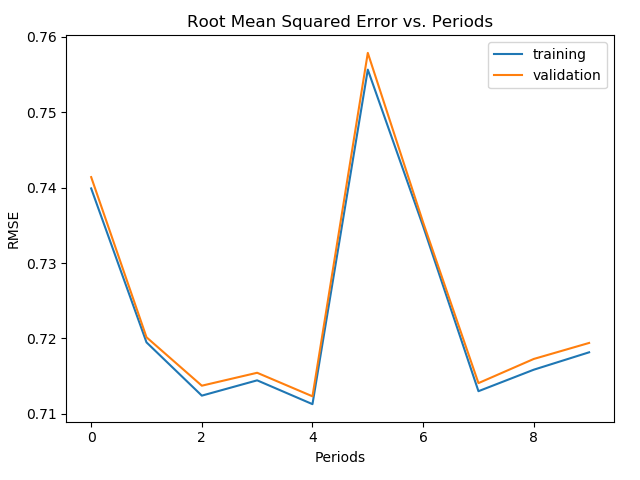 Root Mean Squared Error vs. Periods
training
validation
0.76
0.75
0.74
0.73
0.72
0.71
RMSE
0 2 4 6 8
Periods